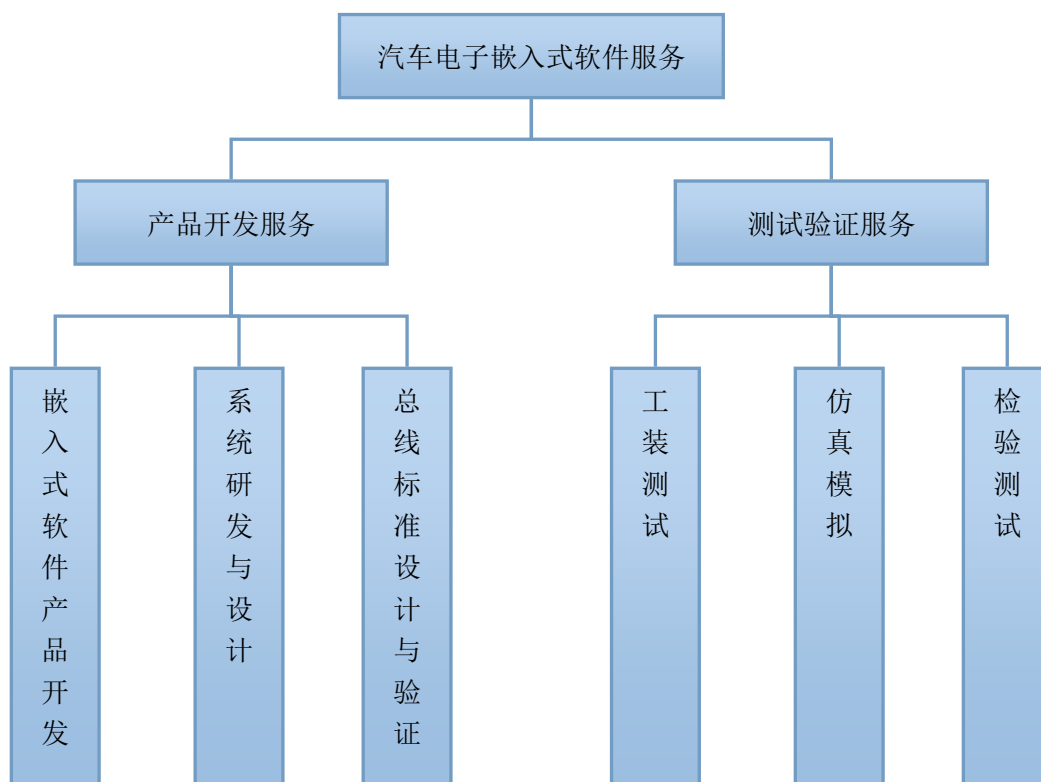 汽车电子嵌入式软件服务
产品开发服务
测试验证服务
嵌入式软件产品开发
系统研发与设计
总线标准设计与验证
工装测试
仿真模拟
检验测试